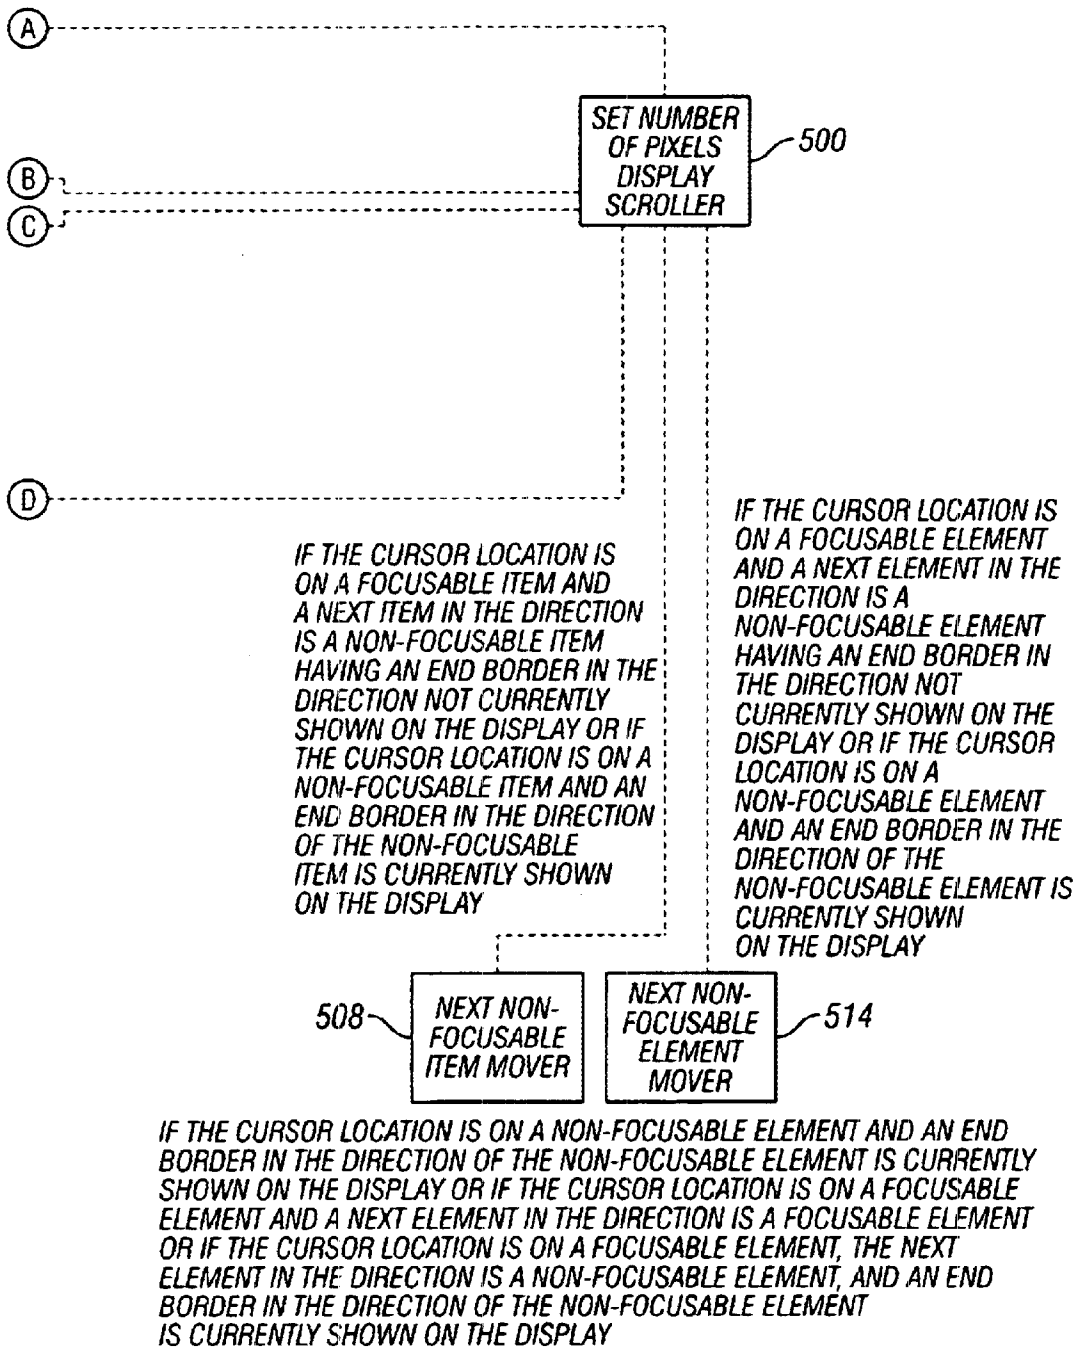 A
SET NUMBER
OF PIXELS
DISPLAY
SCROLLER
500
B
C
D
IF THE CURSOR LOCATION IS
ON A FOCUSABLE ITEM AND
A NEXT ITEM IN THE DIRECTION
IS A NON-FOCUSABLE ITEM
HAVING AN END BORDER IN THE
DIRECTION NOT CURRENTLY
SHOWN ON THE DISPLAY OR IF
THE CURSOR LOCATION IS ON A
NON-FOCUSABLE ITEM AND AN
END BORDER IN THE DIRECTION
OF THE NON-FOCUSABLE
ITEM IS CURRENTLY SHOWN
ON THE DISPLAY
IF THE CURSOR LOCATION IS
ON A FOCUSABLE ELEMENT
AND A NEXT ELEMENT IN THE
DIRECTION IS A
NON-FOCUSABLE ELEMENT
HAVING AN END BORDER IN
THE DIRECTION NOT
CURRENTLY SHOWN ON THE
DISPLAY OR IF THE CURSOR
LOCATION IS ON A
NON-FOCUSABLE ELEMENT
AND AN END BORDER IN THE
DIRECTION OF THE
NON-FOCUSABLE ELEMENT IS
CURRENTLY SHOWN
ON THE DISPLAY
508
NEXT NON-
FOCUSABLE
ITEM MOVER
NEXT NON-
FOCUSABLE
ELEMENT
MOVER
514
IF THE CURSOR LOCATION IS ON A NON-FOCUSABLE ELEMENT AND AN END
BORDER IN THE DIRECTION OF THE NON-FOCUSABLE ELEMENT IS CURRENTLY
SHOWN ON THE DISPLAY OR IF THE CURSOR LOCATION IS ON A FOCUSABLE
ELEMENT AND A NEXT ELEMENT IN THE DIRECTION IS A FOCUSABLE ELEMENT
OR IF THE CURSOR LOCATION IS ON A FOCUSABLE ELEMENT, THE NEXT
ELEMENT IN THE DIRECTION IS A NON-FOCUSABLE ELEMENT, AND AN END
BORDER IN THE DIRECTION OF THE NON-FOCUSABLE ELEMENT
IS CURRENTLY SHOWN ON THE DISPLAY